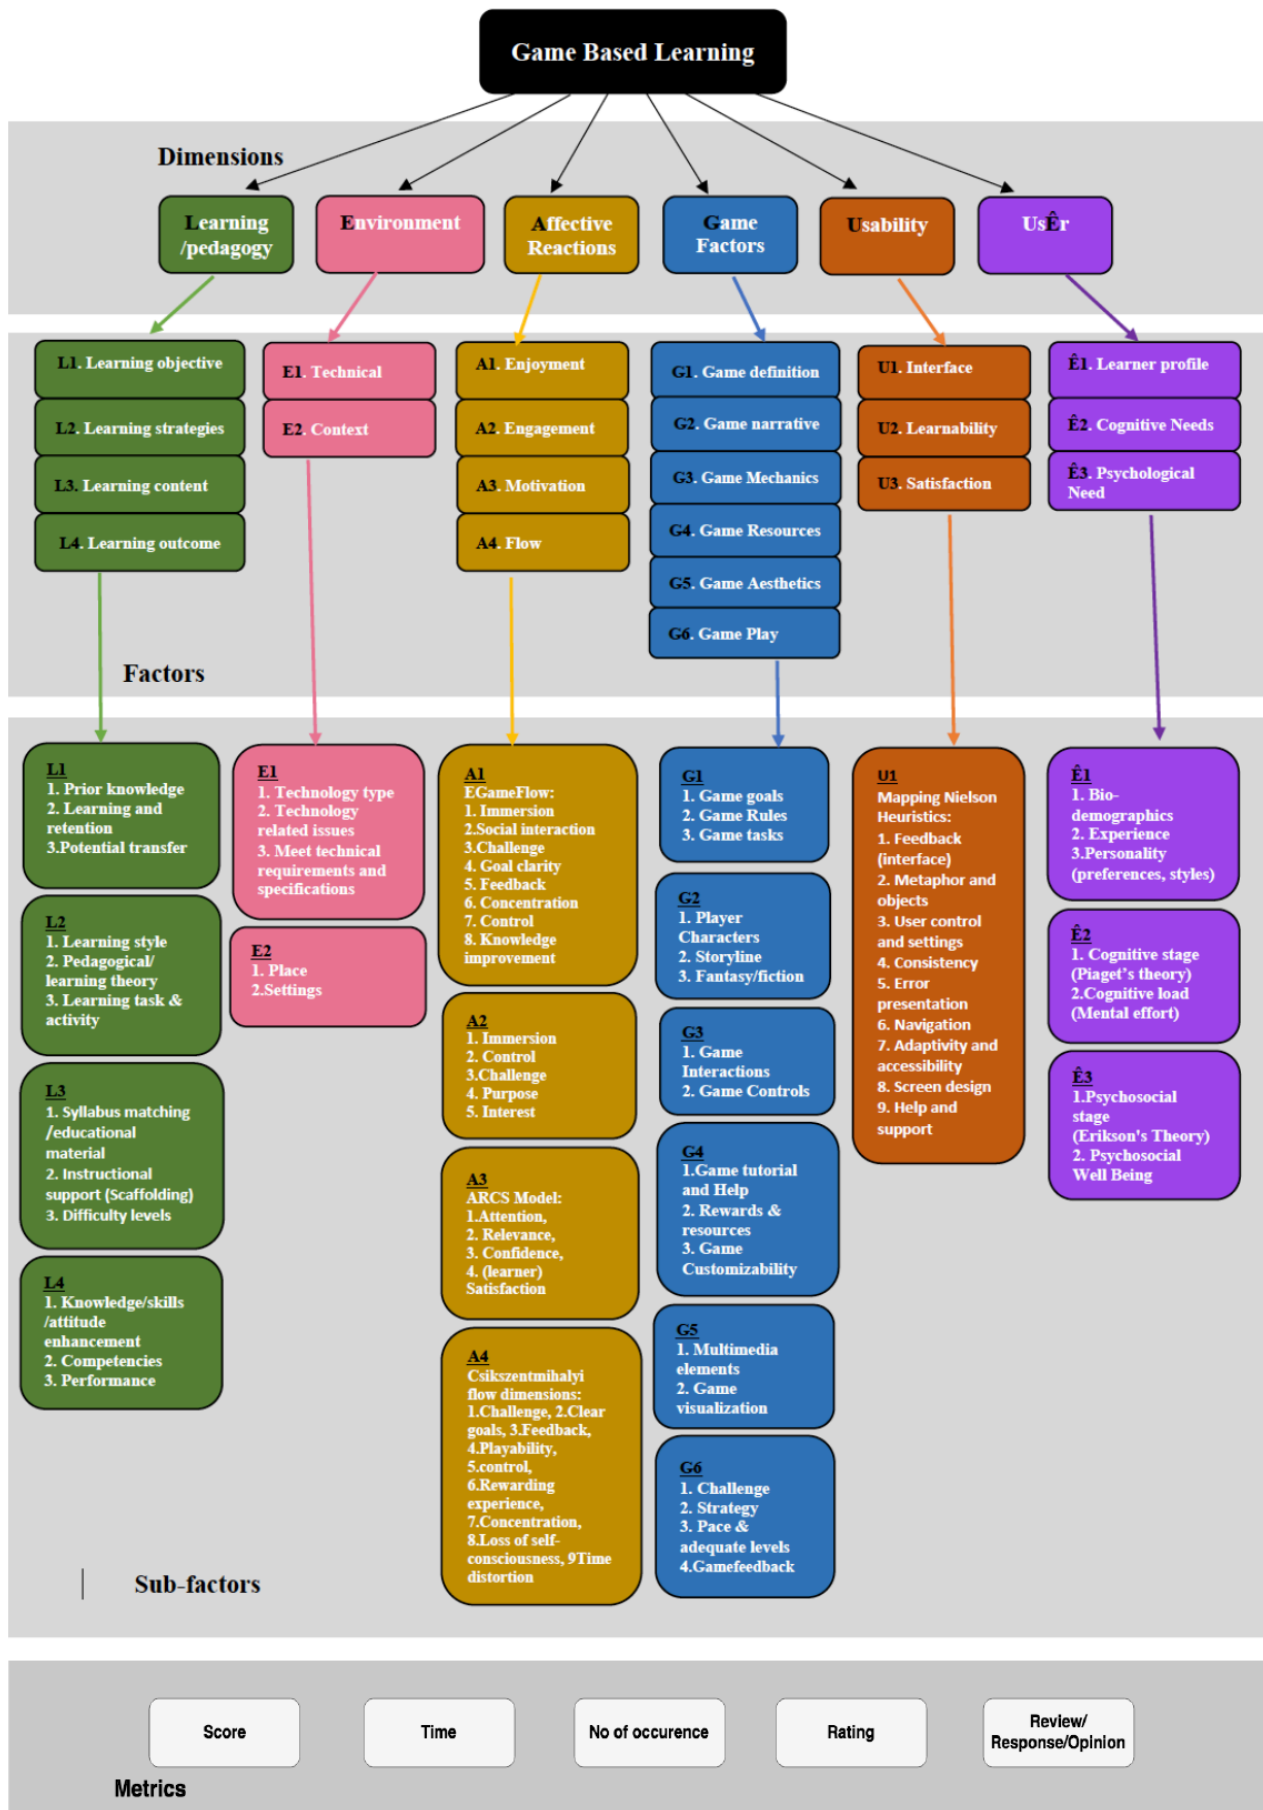 Game Based Learning
Dimensions
Learning
/pedagogy
Environment
Affective
Reactions
Game
Factors
Usability
UsÊr
L1. Learning objective
L2. Learning strategies
L3. Learning content
L4. Learning outcome
E1. Technical
E2. Context
A1. Enjoyment
A2. Engagement
A3. Motivation
A4. Flow
G1. Game definition
G2. Game narrative
G3. Game Mechanics
G4. Game Resources
G5. Game Aesthetics
G6. Game Play
U1. Interface
U2. Learnability
U3. Satisfaction
Ê1. Learner profile
Ê2. Cognitive Needs
Ê3. Psychological
Need
Factors
L1
1. Prior knowledge
2. Learning and
retention
3.Potential transfer
L2
1. Learning style
2. Pedagogical/
learning theory
3. Learning task &
activity
L3
1. Syllabus matching
/educational
material
2. Instructional
support (Scaffolding)
3. Difficulty levels
L4
1. Knowledge/skills
/attitude
enhancement
2. Competencies
3. Performance
E1
1. Technology type
2. Technology
related issues
3. Meet technical
requirements and
specifications
E2
1. Place
2.Settings
A1
EGameFlow:
1. Immersion
2.Social interaction
3.Challenge
4. Goal clarity
5. Feedback
6. Concentration
7. Control
8. Knowledge
improvement
A2
1. Immersion
2. Control
3.Challenge
4. Purpose
5. Interest
A3
ARCS Model:
1.Attention,
2. Relevance,
3. Confidence,
4. (learner)
Satisfaction
A4
Csikszentmihalyi
flow dimensions:
1.Challenge, 2.Clear
goals, 3.Feedback,
4.Playability,
5.control,
6.Rewarding
experience,
7.Concentration,
8.Loss of self-
consciousness, 9Time
distortion
G1
1. Game goals
2. Game Rules
3. Game tasks
G2
1. Player
Characters
2. Storyline
3. Fantasy/fiction
G3
1. Game
Interactions
2. Game Controls
G4
1.Game tutorial
and Help
2. Rewards &
resources
3. Game
Customizability
G5
1. Multimedia
elements
2. Game
visualization
G6
1. Challenge
2. Strategy
3. Pace &
adequate levels
4.Gamefeedback
U1
Mapping Nielson
Heuristics:
1. Feedback
(interface)
2. Metaphor and
objects
3. User control
and settings
4. Consistency
5. Error
presentation
6. Navigation
7. Adaptivity and
accessibility
8. Screen design
9. Help and
support
Ê1
1. Bio-
demographics
2. Experience
3.Personality
(preferences, styles)
Ê2
1. Cognitive stage
(Piaget's theory)
2.Cognitive load
(Mental effort)
Ê3
1.Psychosocial
stage
(Erikson's Theory)
2. Psychosocial
Well Being
Sub-factors
Score
Time
No of occurence
Rating
Review/
Response/Opinion
Metrics